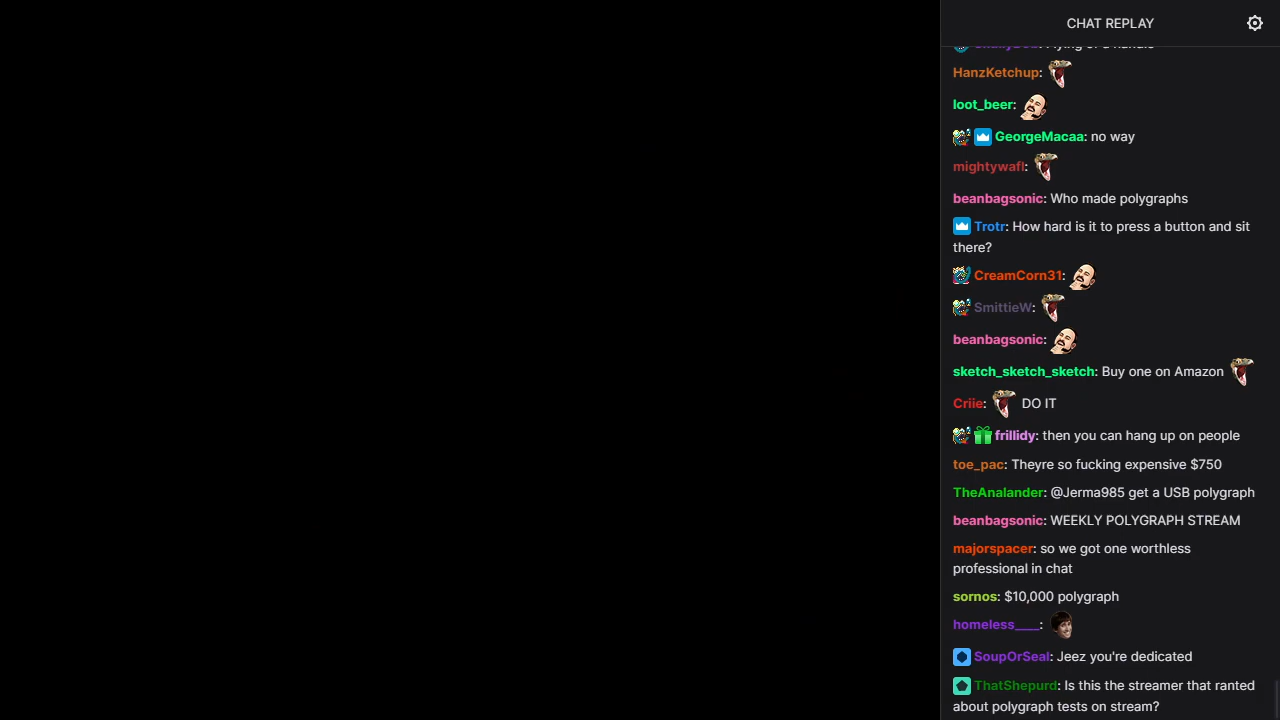 CHAT REPLAY
HanzKetchup:
loot_beer:
GeorgeMacaa: no way
mightywafl:
beanbagsonic: Who made polygraphs
Trotr: How hard is it to press a button and sit
there?
CreamCorn31:
SmittieW:
beanbagsonic:
sketch_sketch_sketch: Buy one on Amazon
Criie: DO IT
frillidy: then you can hang up on people
toe_pac: Theyre so fucking expensive $750
TheAnalander: @Jerma985 get a USB polygraph
beanbagsonic: WEEKLY POLYGRAPH STREAM
majorspacer: so we got one worthless
professional in chat
sornos: $10,000 polygraph
homeless____:
SoupOrSeal: Jeez you're dedicated
ThatShepurd: Is this the streamer that ranted
about polygraph tests on stream?